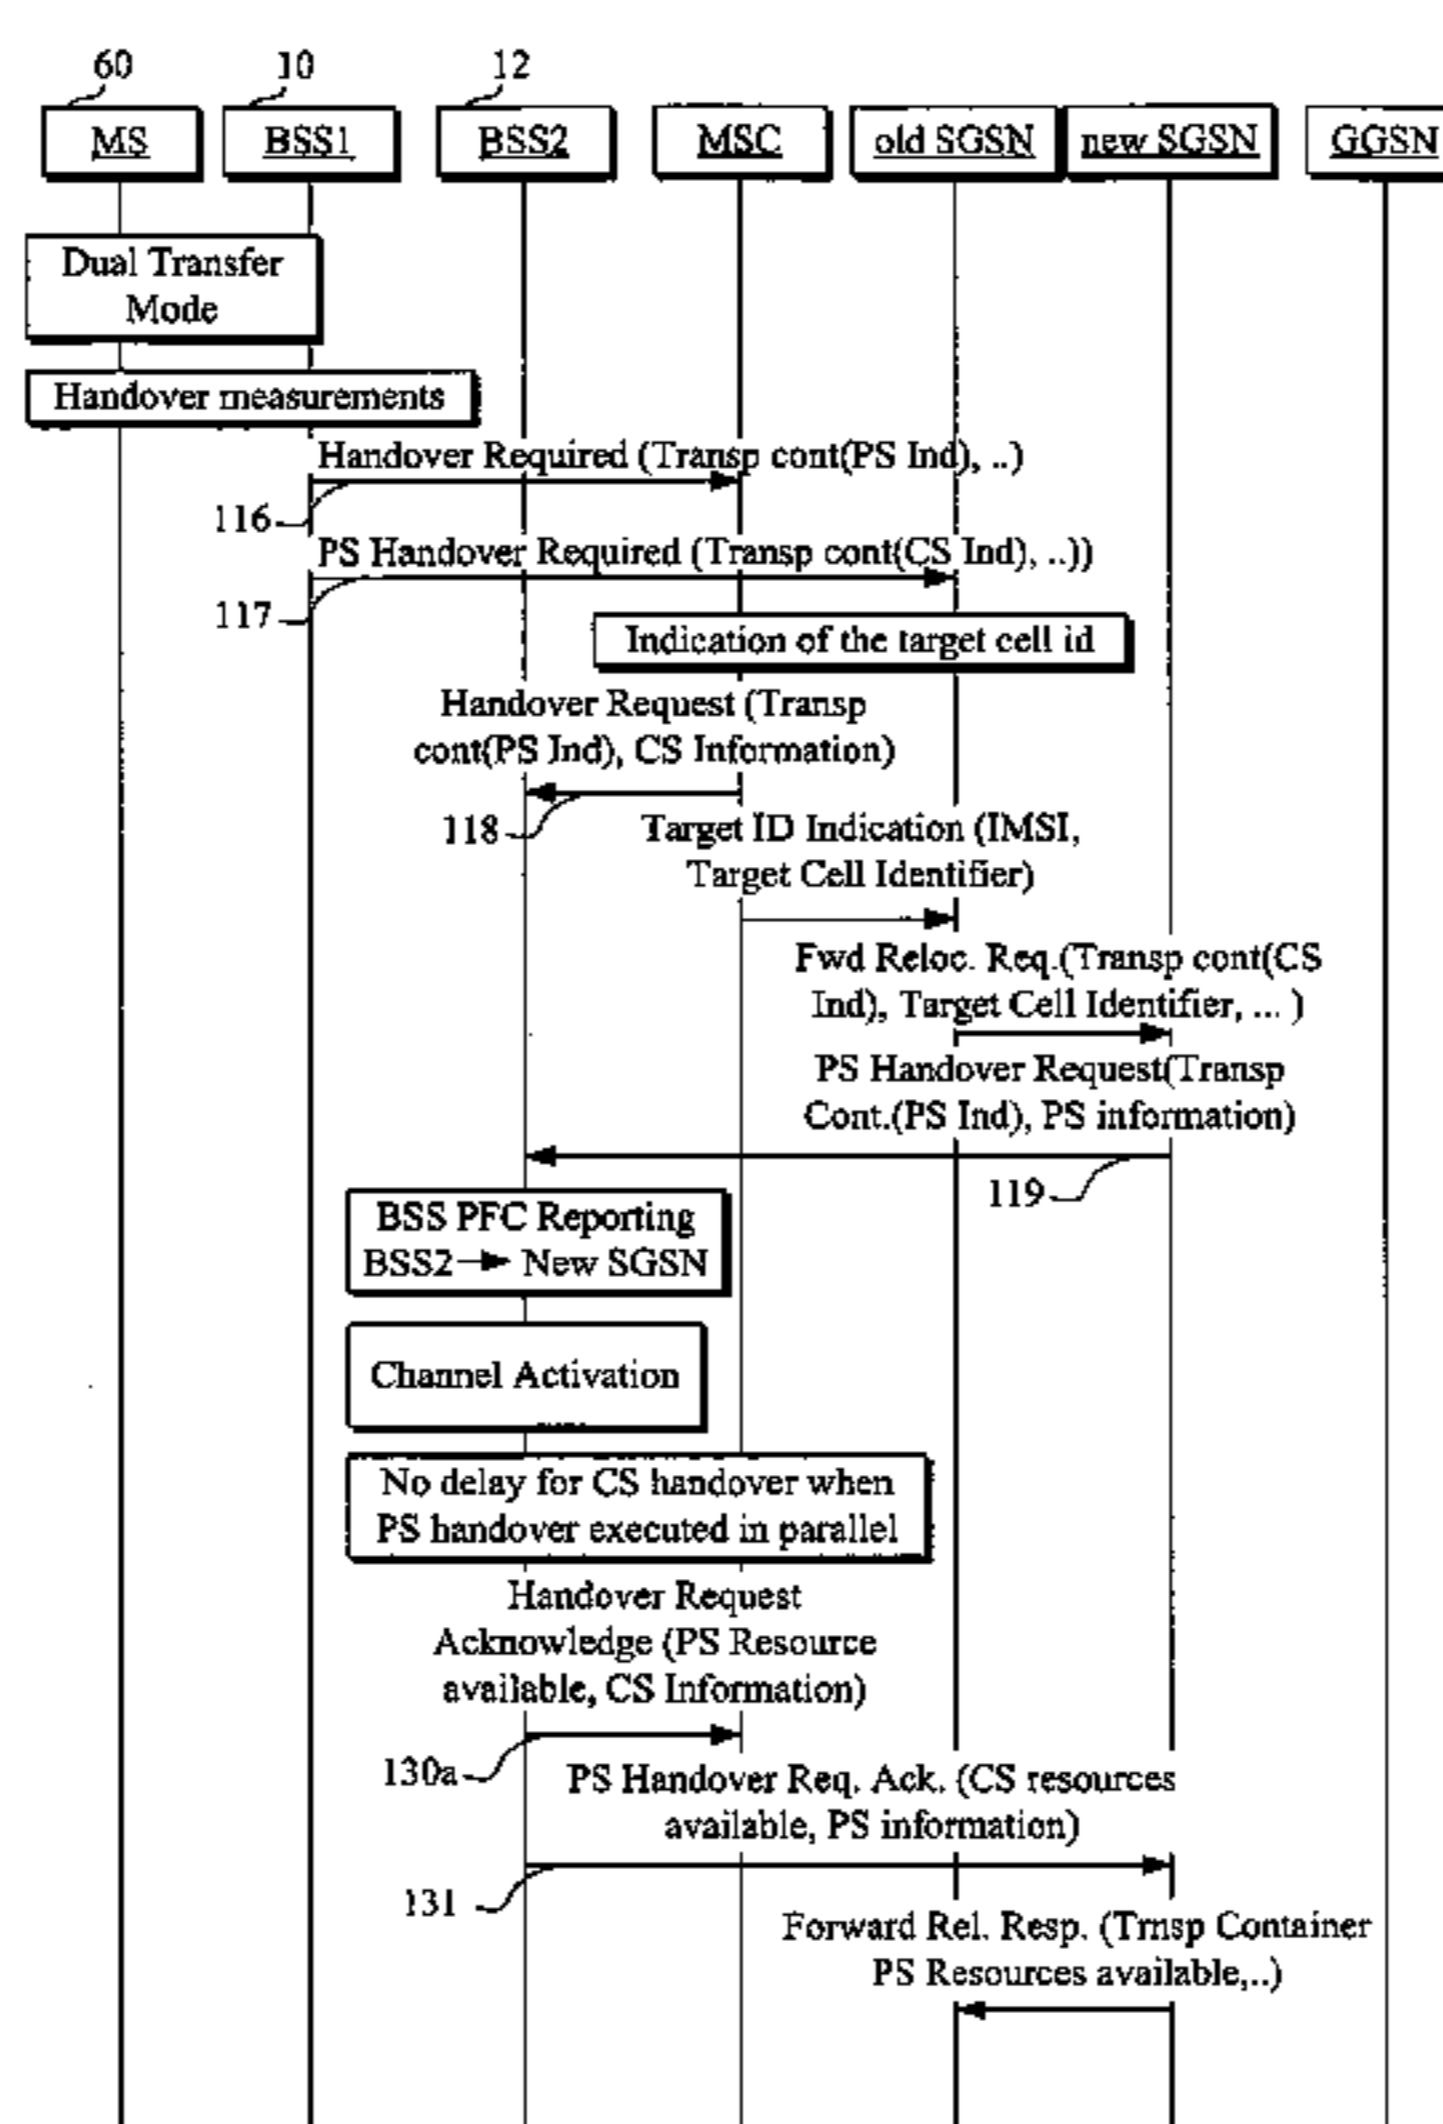 60
10
12
MS
BSS1
BSS2
MSC
old SGSN
new SGSN
GGSN
Dual Transfer
Mode
Handover measurements
Handover Required (Transp cont(PS Ind), ..)
116
PS Handover Required (Transp cont(CS Ind), ..))
117
Indication of the target cell id
Handover Request (Transp
cont(PS Ind), CS Information)
118
Target ID Indication (IMSI,
Target Cell Identifier)
Fwd Reloc. Req.(Transp cont(CS
Ind), Target Cell Identifier, ... )
PS Handover Request(Transp
Cont.(PS Ind), PS information)
119
BSS PFC Reporting
BSS2 → New SGSN
Channel Activation
No delay for CS handover when
PS handover executed in parallel
Handover Request
Acknowledge (PS Resource
available, CS Information)
130a
PS Handover Req. Ack. (CS resources
available, PS information)
131
Forward Rel. Resp. (Trnsp Container
PS Resources available,..)